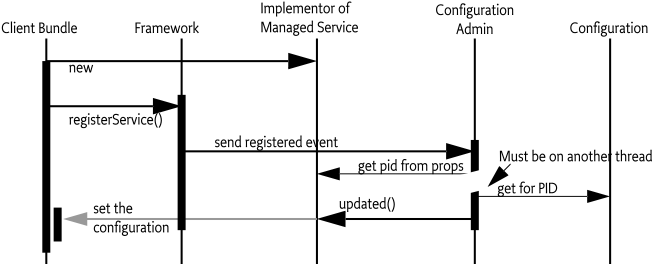 Client Bundle
Framework
Implementor of
Managed Service
Configuration
Admin
Configuration
new
registerService()
send registered event
get pid from props
Must be on another thread
get for PID
updated()
set the
configuration